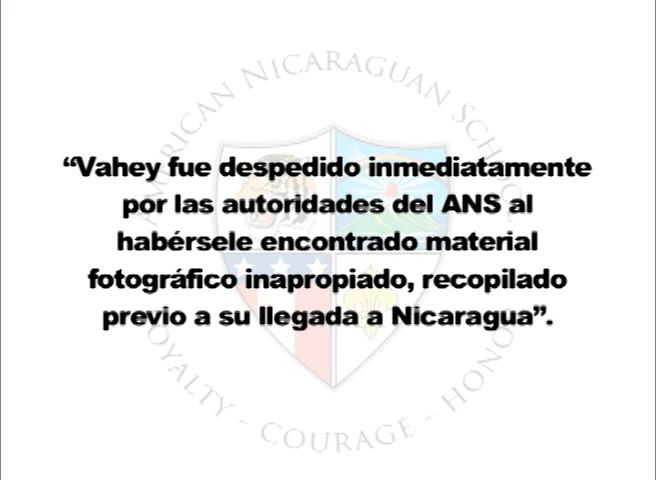 AMERICAN NICARAGUAN SCHOOL
“Vahey fue despedido inmediatamente
por las autoridades del ANS al
habérsele encontrado material
fotográfico inapropiado, recopilado
previo a su llegada a Nicaragua”.
LOYALTY - COURAGE - HONOR